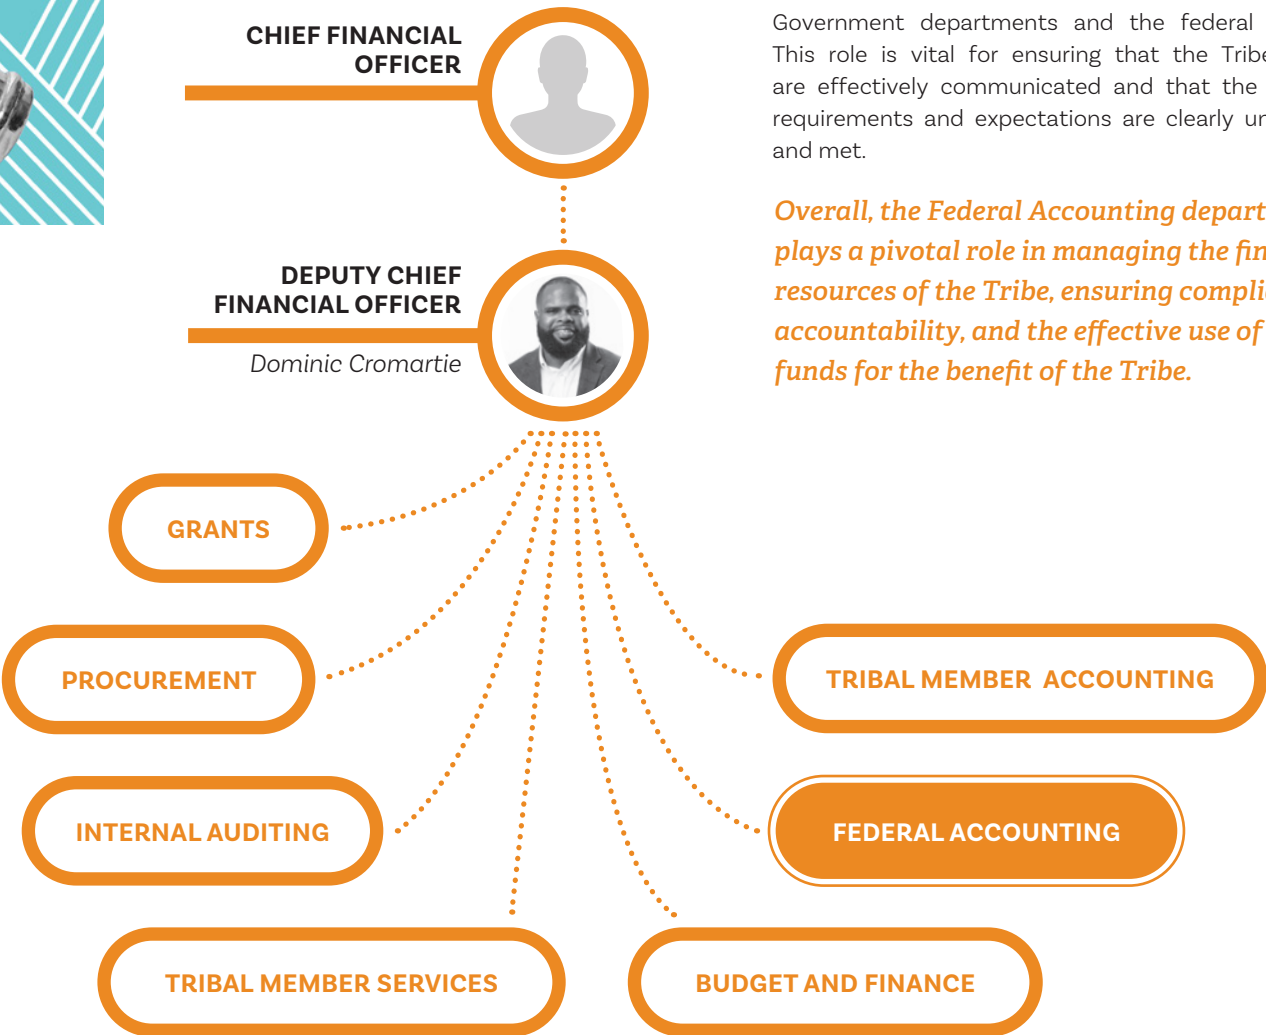 CHIEF FINANCIAL
OFFICER
DEPUTY CHIEF
FINANCIAL OFFICER
Dominic Cromartie
Government departments and the federal
This role is vital for ensuring that the
are effectively communicated and that the
requirements and expectations are clearly
and met.
Overall, the Federal Accounting
plays a pivotal role in managing the
resources of the Tribe, ensuring
accountability, and the effective use of
funds for the benefit of the Tribe.
GRANTS
PROCUREMENT
TRIBAL MEMBER ACCOUNTING
INTERNAL AUDITING
FEDERAL ACCOUNTING
TRIBAL MEMBER SERVICES
BUDGET AND FINANCE